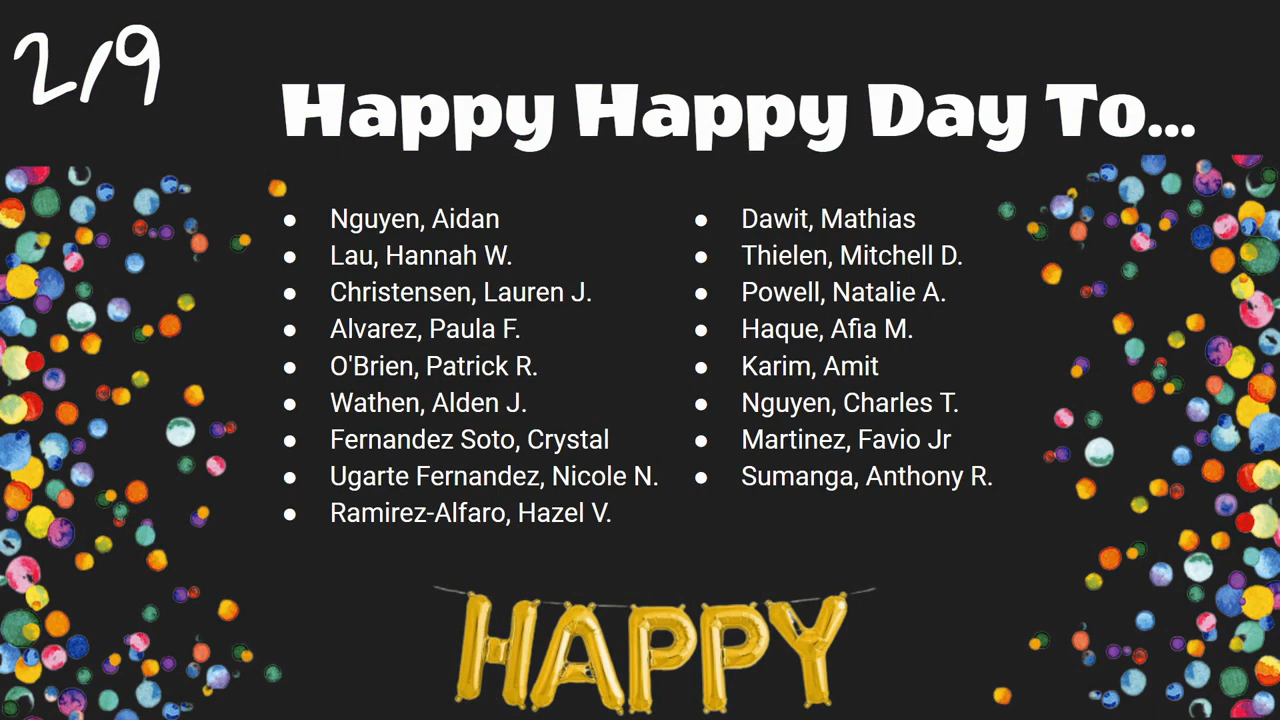 2/9
Happy Happy Day To...
● Nguyen, Aidan
● Lau, Hannah W.
● Christensen, Lauren J.
● Alvarez, Paula F.
● O'Brien, Patrick R.
● Wathen, Alden J.
● Fernandez Soto, Crystal
● Ugarte Fernandez, Nicole N.
● Ramirez-Alfaro, Hazel V.
● Dawit, Mathias
● Thielen, Mitchell D.
● Powell, Natalie A.
● Haque, Afia M.
● Karim, Amit
● Nguyen, Charles T.
● Martinez, Favio Jr
● Sumanga, Anthony R.
HAPPY